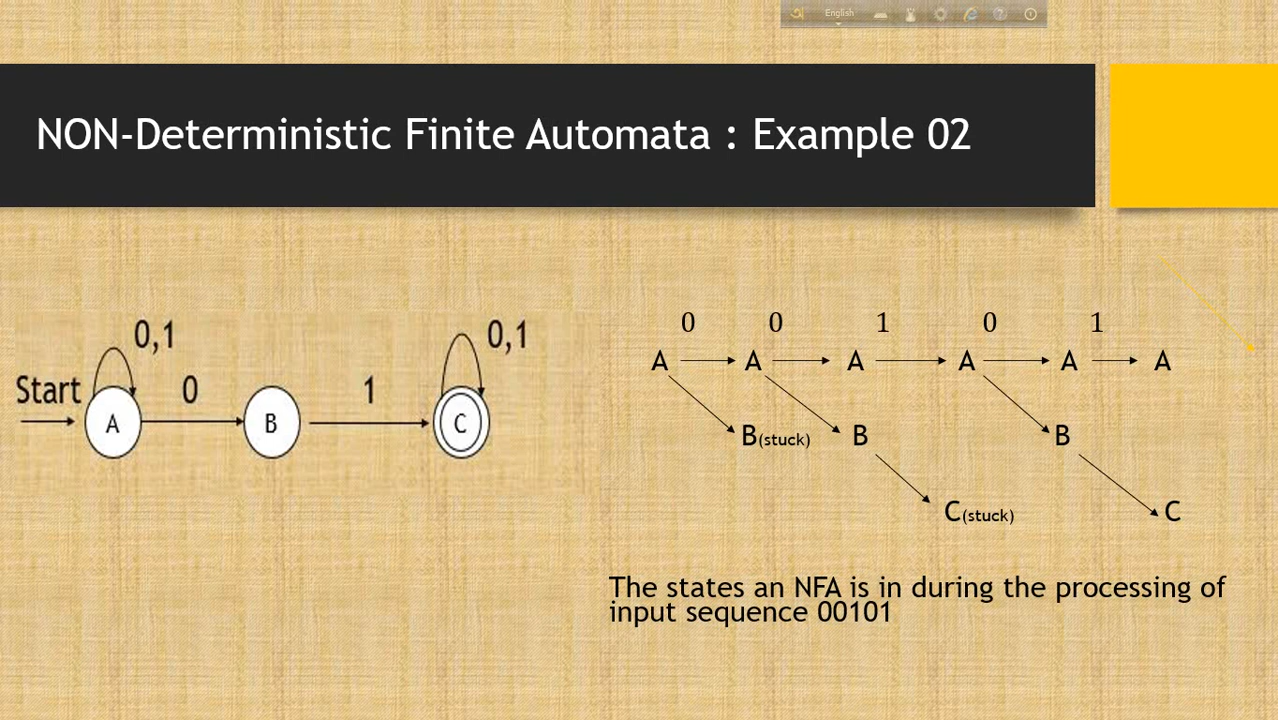 English
NON-Deterministic Finite Automata : Example 02
0,1
0,1
Start
0
1
A
B
C
0 0 1 0 1
A A A A A A
B(stuck) B B
C(stuck) C
The states an NFA is in during the processing of
input sequence 00101